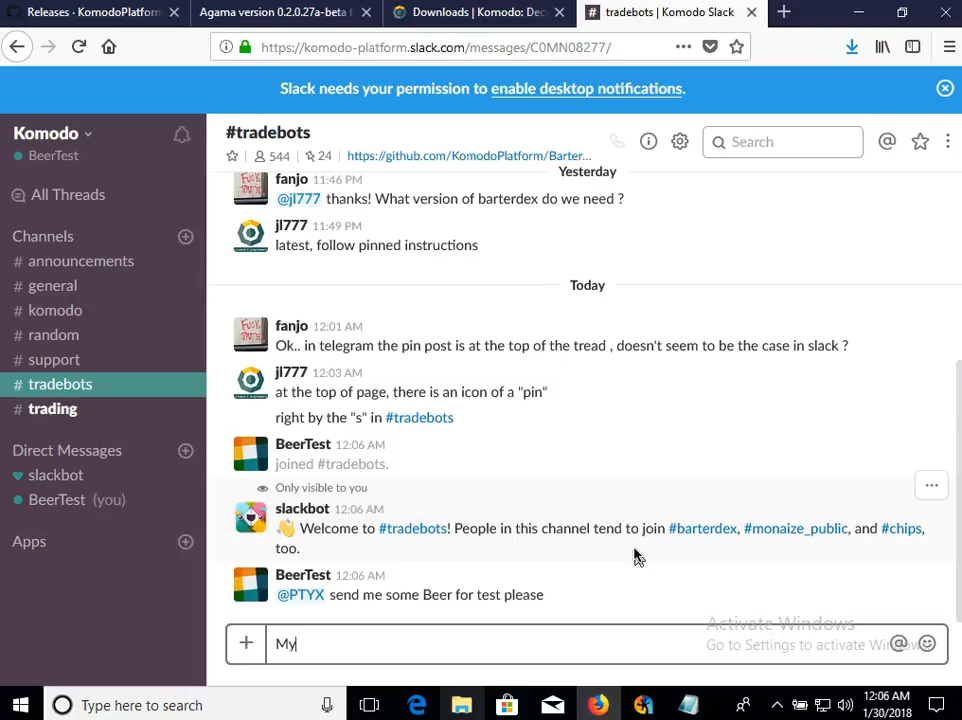 Releases · KomodoPlatform
Agama version 0.2.0.27a-beta f
Downloads | Komodo: Dec
tradebots | Komodo Slack
https://komodo-platform.slack.com/messages/C0MN08277/
Slack needs your permission to enable desktop notifications.
Komodo
BeerTest
All Threads
Channels
# announcements
# general
# komodo
# random
# support
# tradebots
# trading
Direct Messages
slackbot
BeerTest (you)
Apps
#tradebots
544
24
https://github.com/KomodoPlatform/Barter...
Search
Yesterday
fanjo 11:46 PM
@jl777 thanks! What version of barterdex do we need ?
jl777 11:49 PM
latest, follow pinned instructions
Today
fanjo 12:01 AM
Ok.. in telegram the pin post is at the top of the tread , doesn't seem to be the case in slack ?
jl777 12:03 AM
at the top of page, there is an icon of a "pin"
right by the "s" in #tradebots
BeerTest 12:06 AM
joined #tradebots.
Only visible to you
slackbot 12:06 AM
Welcome to #tradebots! People in this channel tend to join #barterdex, #monaize_public, and #chips,
too.
BeerTest 12:06 AM
@PTYX send me some Beer for test please
My
Activate Windows
Go to Settings to activate Windows.
Type here to search
12:06 AM
1/30/2018